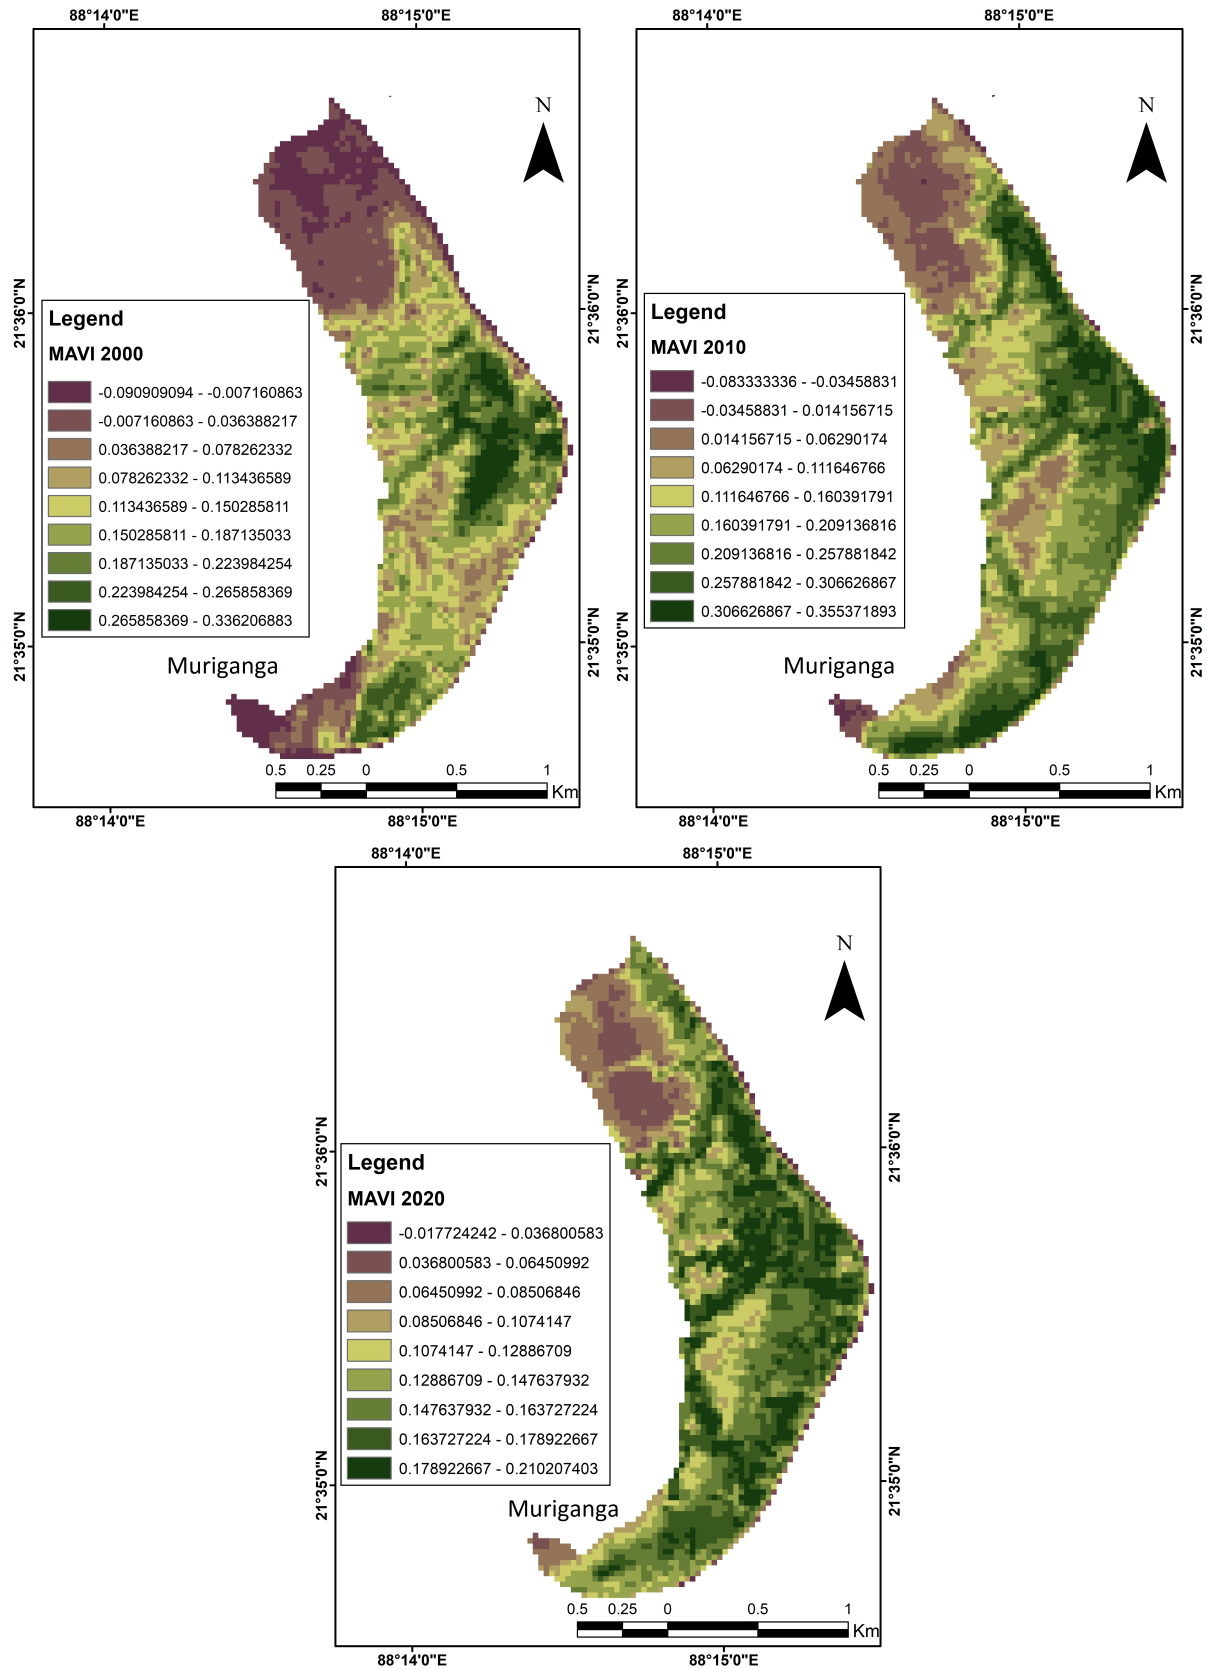 88°14'0"E 88°15'0"E
N
21°36'0"N 21°36'0"N
Legend
MAVI 2000
-0.090909094 - -0.007160863
-0.007160863 - 0.036388217
0.036388217 - 0.078262332
0.078262332 - 0.113436589
0.113436589 - 0.150285811
0.150285811 - 0.187135033
0.187135033 - 0.223984254
0.223984254 - 0.265858369
0.265858369 - 0.336206883
21°35'0"N 21°35'0"N
Muriganga
0.5 0.25 0 0.5 1
Km
88°14'0"E 88°15'0"E
88°14'0"E 88°15'0"E
N
21°36'0"N 21°36'0"N
Legend
MAVI 2010
-0.083333336 - -0.03458831
-0.03458831 - 0.014156715
0.014156715 - 0.06290174
0.06290174 - 0.111646766
0.111646766 - 0.160391791
0.160391791 - 0.209136816
0.209136816 - 0.257881842
0.257881842 - 0.306626867
0.306626867 - 0.355371893
21°35'0"N 21°35'0"N
Muriganga
0.5 0.25 0 0.5 1
Km
88°14'0"E 88°15'0"E
88°14'0"E 88°15'0"E
N
21°36'0"N 21°36'0"N
Legend
MAVI 2020
-0.017724242 - 0.036800583
0.036800583 - 0.06450992
0.06450992 - 0.08506846
0.08506846 - 0.1074147
0.1074147 - 0.12886709
0.12886709 - 0.147637932
0.147637932 - 0.163727224
0.163727224 - 0.178922667
0.178922667 - 0.210207403
21°35'0"N 21°35'0"N
Muriganga
0.5 0.25 0 0.5 1
Km
88°14'0"E 88°15'0"E